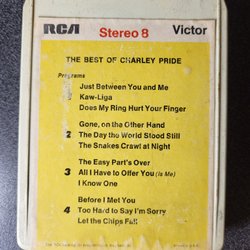 RCA Stereo 8 Victor
THE BEST OF CHARLEY PRIDE
Programs
Just Between You and Me
1 Kaw-Liga
Does My Ring Hurt Your Finger
Gone, on the Other Hand
2 The Day the World Stood Still
The Snakes Crawl at Night
The Easy Part's Over
3 All I Have to Offer You (Is Me)
I Know One
Before I Met You
4 Too Hard to Say I'm Sorry
Let the Chips Fall